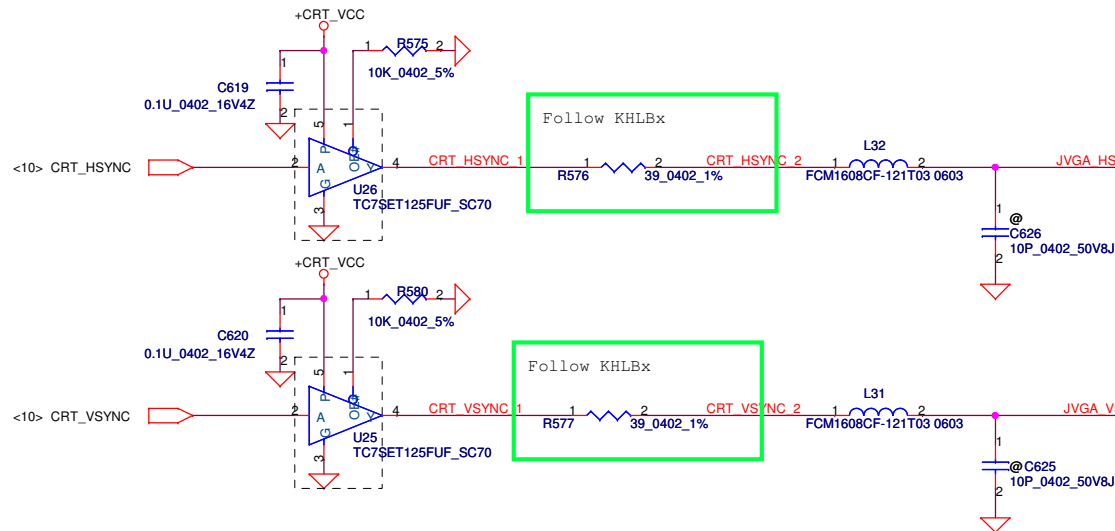 +CRT_VCC
1
R575
1 2
10K_0402_5%
C619
0.1U_0402_16V4Z
2
5
1
P
OE#
<10> CRT_HSYNC
2
A
Y
4
G
3
U26
TC7SET125FUF_SC70
CRT_HSYNC_1
Follow KHLBx
1 2
R576
39_0402_1%
CRT_HSYNC_2
L32
1 2
FCM1608CF-121T03 0603
JVGA_HS
1
@
C626
10P_0402_50V8J
2
+CRT_VCC
1
R580
1 2
10K_0402_5%
C620
0.1U_0402_16V4Z
2
5
1
P
OE#
<10> CRT_VSYNC
2
A
Y
4
G
3
U25
TC7SET125FUF_SC70
CRT_VSYNC_1
Follow KHLBx
1 2
R577
39_0402_1%
CRT_VSYNC_2
L31
1 2
FCM1608CF-121T03 0603
JVGA_VS
1
@ C625
10P_0402_50V8J
2